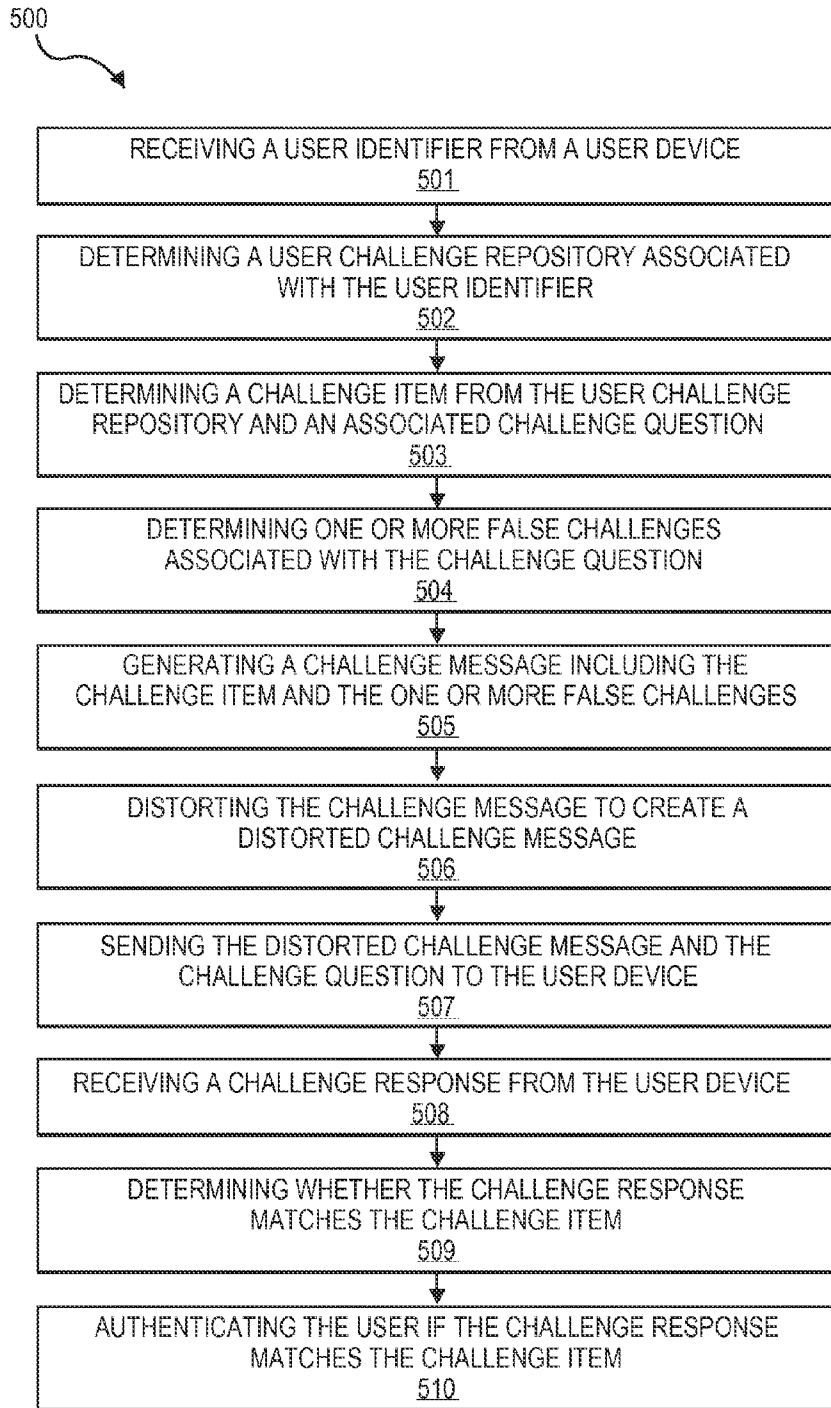 500
RECEIVING A USER IDENTIFIER FROM A USER DEVICE
501
DETERMINING A USER CHALLENGE REPOSITORY ASSOCIATED
WITH THE USER IDENTIFIER
502
DETERMINING A CHALLENGE ITEM FROM THE USER CHALLENGE
REPOSITORY AND AN ASSOCIATED CHALLENGE QUESTION
503
DETERMINING ONE OR MORE FALSE CHALLENGES
ASSOCIATED WITH THE CHALLENGE QUESTION
504
GENERATING A CHALLENGE MESSAGE INCLUDING THE
CHALLENGE ITEM AND THE ONE OR MORE FALSE CHALLENGES
505
DISTORTING THE CHALLENGE MESSAGE TO CREATE A
DISTORTED CHALLENGE MESSAGE
506
SENDING THE DISTORTED CHALLENGE MESSAGE AND THE
CHALLENGE QUESTION TO THE USER DEVICE
507
RECEIVING A CHALLENGE RESPONSE FROM THE USER DEVICE
508
DETERMINING WHETHER THE CHALLENGE RESPONSE
MATCHES THE CHALLENGE ITEM
509
AUTHENTICATING THE USER IF THE CHALLENGE RESPONSE
MATCHES THE CHALLENGE ITEM
510